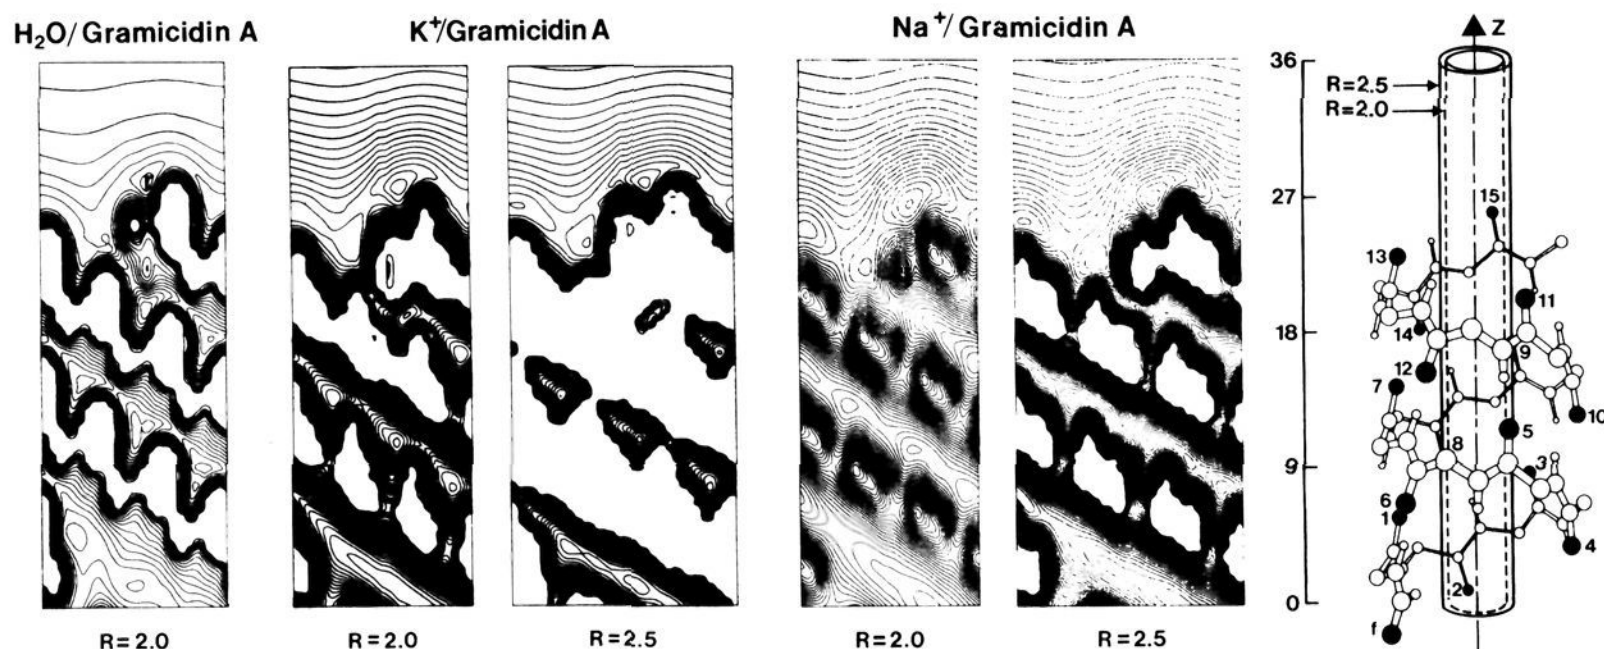 H₂O/Gramicidin A
K⁺/Gramicidin A
Na⁺/Gramicidin A
R=2.0
R=2.0
R=2.5
R=2.0
R=2.5
36
27
18
9
0
Z
R=2.5
R=2.0
15
13
11
14
9
12
7
10
5
8
3
6
1
4
2
f